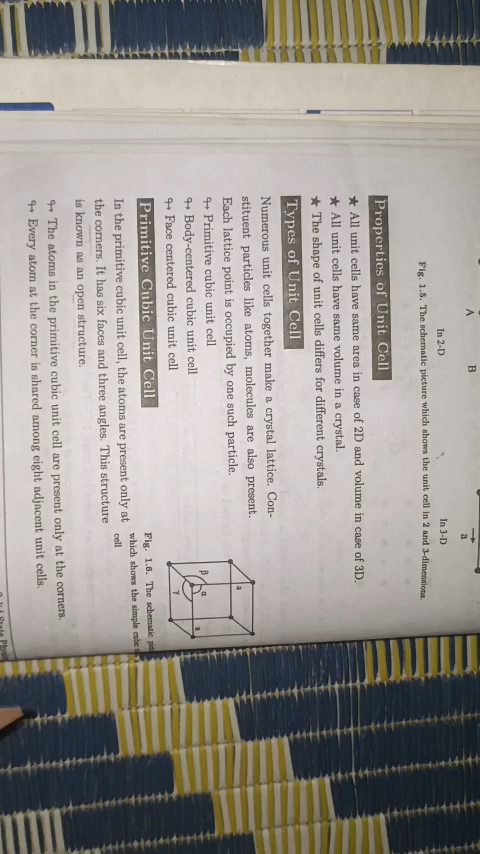 A
B
a
In 2-D
In 3-D
Fig. 1.5. The schematic picture which shows the unit cell in 2 and 3-dimensions.
Properties of Unit Cell
★ All unit cells have same area in case of 2D and volume in case of 3D.
★ All unit cells have same volume in a crystal.
★ The shape of unit cells differs for different crystals.
Types of Unit Cell
Numerous unit cells together make a crystal lattice. Con-
stituent particles like atoms, molecules are also present.
Each lattice point is occupied by one such particle.
Primitive cubic unit cell
Body-centered cubic unit cell
Face centered cubic unit cell
Primitive Cubic Unit Cell
In the primitive cubic unit cell, the atoms are present only at
the corners. It has six faces and three angles. This structure
is known as an open structure.
a
β
α
γ
a
Fig. 1.6. The schematic
which shows the simple cubic
cell
The atoms in the primitive cubic unit cell are present only at the corners.
Every atom at the corner is shared among eight adjacent unit cells.
State